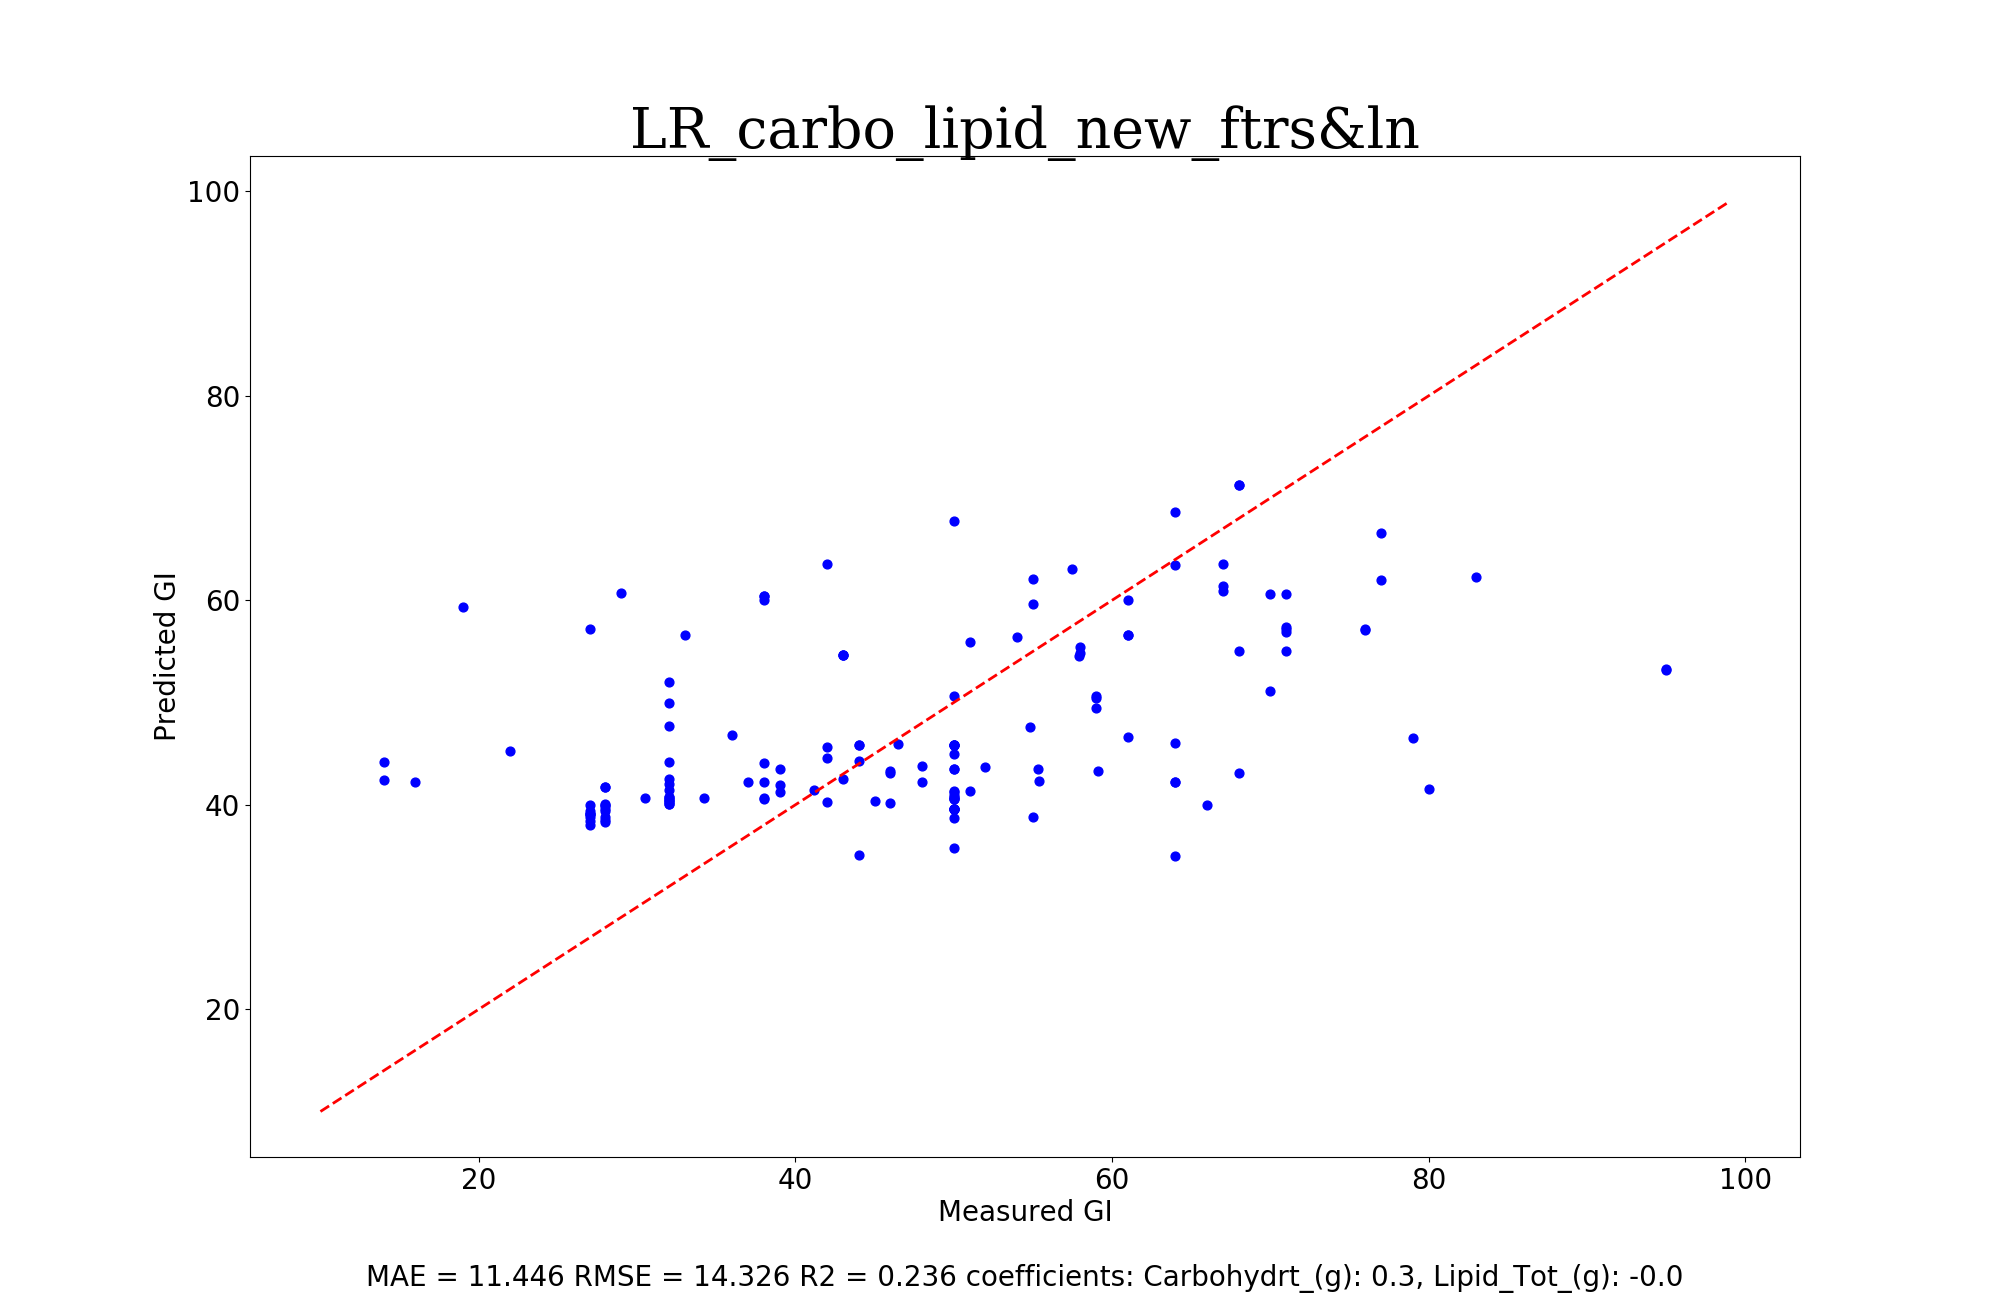 LR_carbo_lipid_new_ftrs&ln
100
80
60
40
20
Predicted GI
20 40 60 80 100
Measured GI
MAE = 11.446 RMSE = 14.326 R2 = 0.236 coefficients: Carbohydrt_(g): 0.3, Lipid_Tot_(g): -0.0